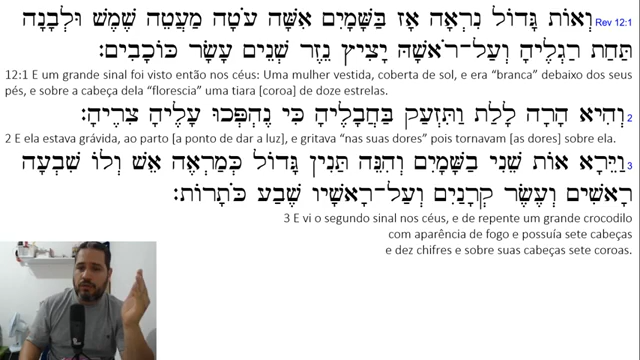 וְאוֹת גָּדוֹל נִרְאָה אָז בַּשָּׁמָיִם אִשָּׁה עֹטָה מַעֲטֵה שֶׁמֶשׁ וּלְבָנָה Rev 12:1
תַּחַת רַגְלֶיהָ וְעַל־רֹאשָׁהּ יָצִיץ נֵזֶר שְׁנֵים עָשָׂר כּוֹכָבִים׃
12:1 E um grande sinal foi visto então nos céus: Uma mulher vestida, coberta de sol, e era “branca” debaixo dos seus
pés, e sobre a cabeça dela “florescia” uma tiara [coroa] de doze estrelas.
וְהִיא הָרָה לָלַת וַתִּזְעַק בַּחֲבָלֶיהָ כִּי נֶהְפְּכוּ עָלֶיהָ צִרֶיהָ׃ 2
2 E ela estava grávida, ao parto [a ponto de dar a luz], e gritava “nas suas dores” pois tornavam [as dores] sobre ela.
וַיֵּרָא אוֹת שֵׁנִי בַּשָּׁמָיִם וְהִנֵּה תַּנִּין גָּדוֹל כְּמַרְאֵה אֵשׁ וְלוֹ שִׁבְעָה 3
רָאשִׁים וְעֶשֶׂר קַרְנַיִם וְעַל־רָאשָׁיו שֶׁבַע כֹּתָרוֹת׃
3 E vi o segundo sinal nos céus, e de repente um grande crocodilo
com aparência de fogo e possuía sete cabeças
e dez chifres e sobre suas cabeças sete coroas.